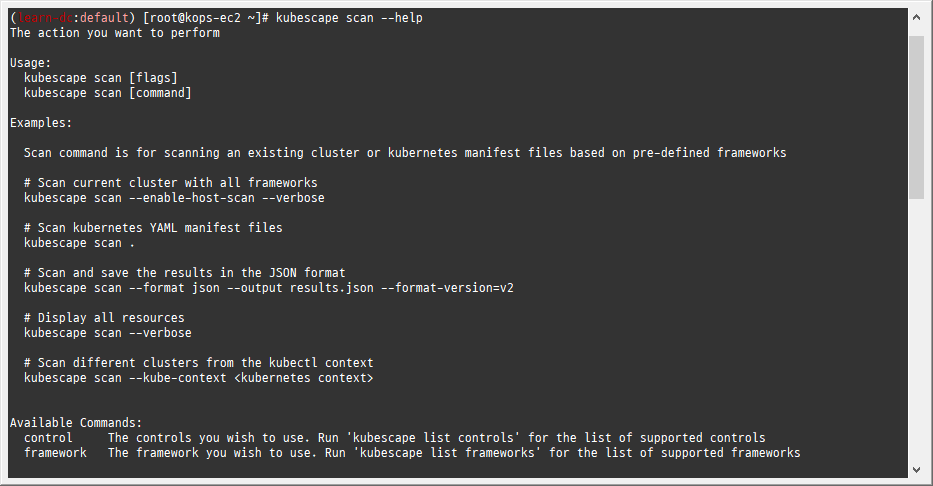 (learn-dt:default) [root@kops-ec2 ~]# kubescape scan --help
The action you want to perform
Usage:
kubescape scan [flags]
kubescape scan [command]
Examples:
Scan command is for scanning an existing cluster or kubernetes manifest files based on pre-defined frameworks
# Scan current cluster with all frameworks
kubescape scan --enable-host-scan --verbose
# Scan kubernetes YAML manifest files
kubescape scan .
# Scan and save the results in the JSON format
kubescape scan --format json --output results.json --format-version=v2
# Display all resources
kubescape scan --verbose
# Scan different clusters from the kubectl context
kubescape scan --kube-context <kubernetes context>
Available Commands:
control     The controls you wish to use. Run 'kubescape list controls' for the list of supported controls
framework   The framework you wish to use. Run 'kubescape list frameworks' for the list of supported frameworks